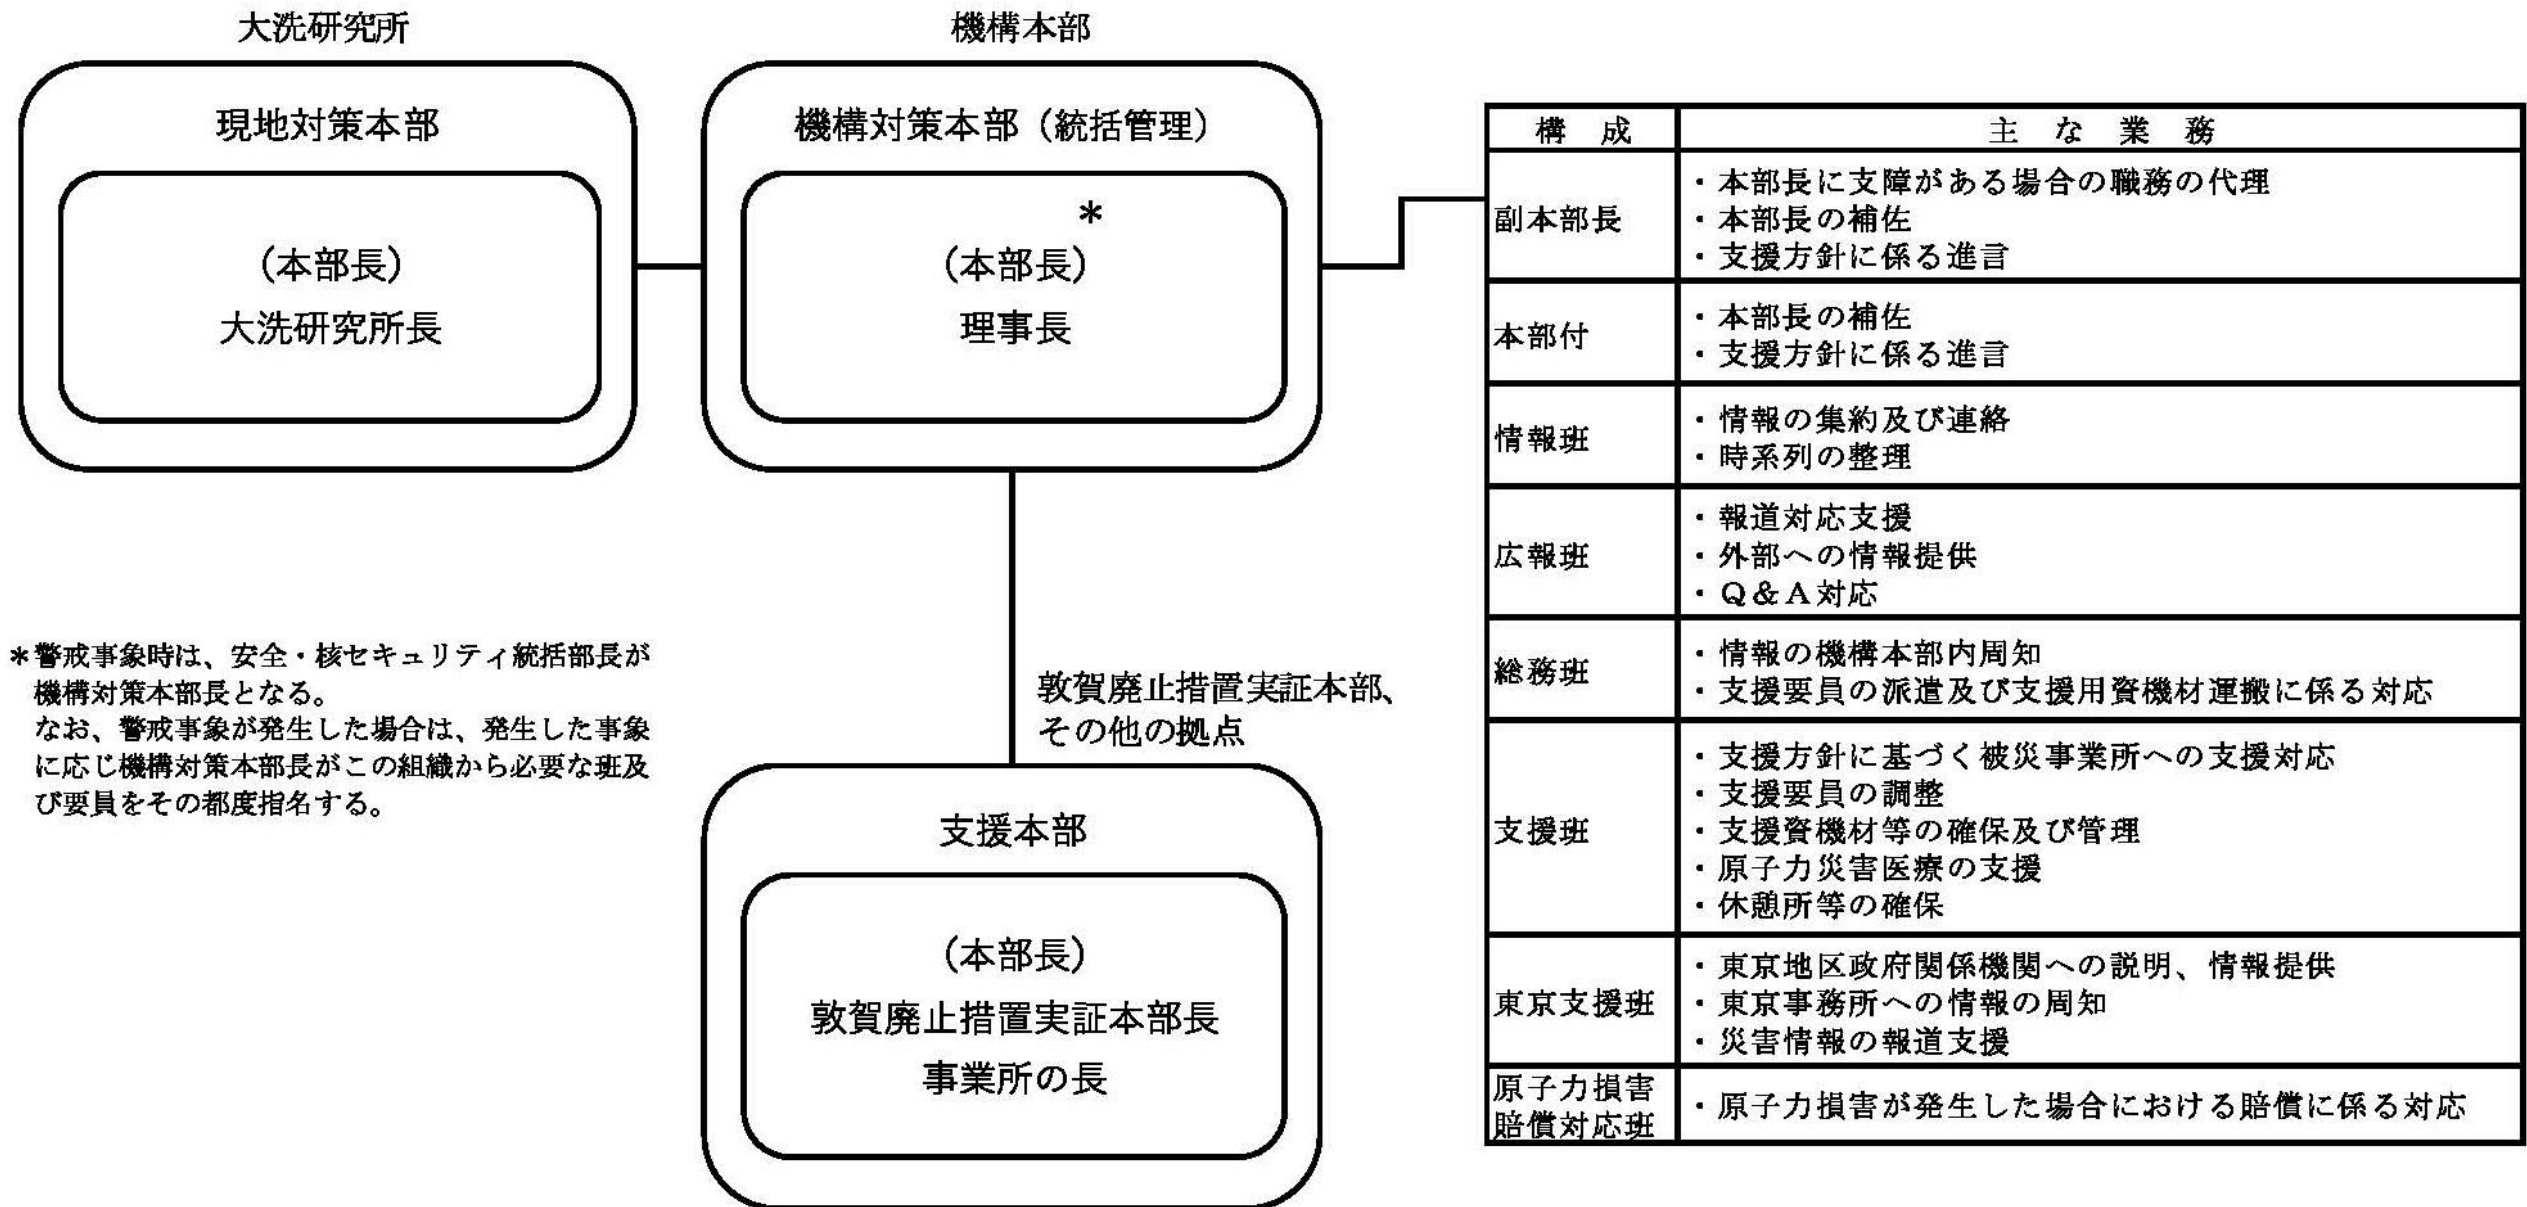 大洗研究所
現地対策本部
（本部長）
大洗研究所長
機構本部
機構対策本部（統括管理）
＊
（本部長）
理事長
＊警戒事象時は、安全・核セキュリティ統括部長が
機構対策本部長となる。
なお、警戒事象が発生した場合は、発生した事象
に応じ機構対策本部長がこの組織から必要な班及
び要員をその都度指名する。
敦賀廃止措置実証本部、
その他の拠点
支援本部
（本部長）
敦賀廃止措置実証本部長
事業所の長
構　成　主　な　業　務
副本部長
・本部長に支障がある場合の職務の代理
・本部長の補佐
・支援方針に係る進言
本部付
・本部長の補佐
・支援方針に係る進言
情報班
・情報の集約及び連絡
・時系列の整理
広報班
・報道対応支援
・外部への情報提供
・Ｑ＆Ａ対応
総務班
・情報の機構本部内周知
・支援要員の派遣及び支援用資機材運搬に係る対応
支援班
・支援方針に基づく被災事業所への支援対応
・支援要員の調整
・支援資機材等の確保及び管理
・原子力災害医療の支援
・休憩所等の確保
東京支援班
・東京地区政府関係機関への説明、情報提供
・東京事務所への情報の周知
・災害情報の報道支援
原子力損害
賠償対応班
・原子力損害が発生した場合における賠償に係る対応